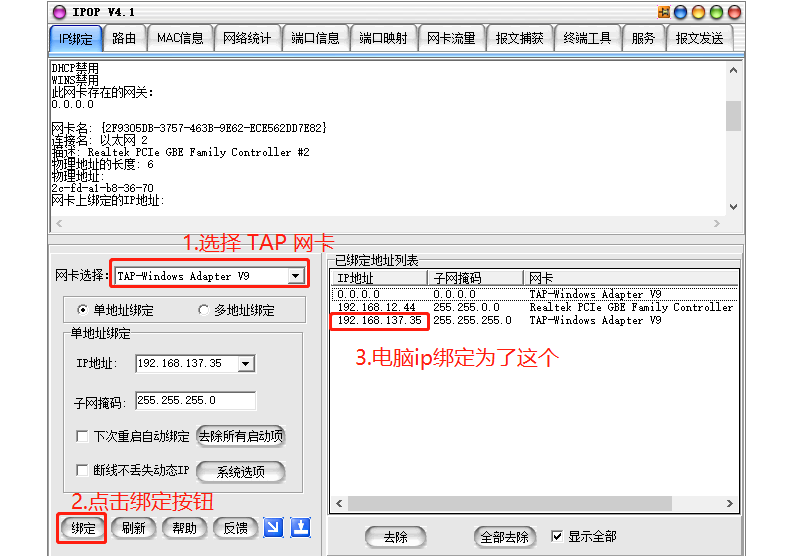 IPOP V4.1
IP绑定 路由 MAC信息 网络统计 端口信息 端口映射 网卡流量 报文捕获 终端工具 服务 报文发送
DHCP禁用
WINS禁用
此网卡存在的网关:
0.0.0.0
网卡名: {2F9305DB-3757-463B-9E62-ECE562DD7E82}
连接名: 以太网 2
描述: Realtek PCIe GBE Family Controller #2
物理地址的长度: 6
物理地址:
2c-fd-a1-b8-36-70
网卡上绑定的IP地址:
1.选择 TAP 网卡
网卡选择: TAP-Windows Adapter V9
单地址绑定 多地址绑定
单地址绑定
IP地址: 192.168.137.35
子网掩码: 255.255.255.0
下次重启自动绑定 去除所有启动项
断线不丢失动态IP 系统选项
2.点击绑定按钮
绑定 刷新 帮助 反馈
已绑定地址列表
IP地址 子网掩码 网卡
0.0.0.0 0.0.0.0 TAP-Windows Adapter V9
192.168.12.44 255.255.0.0 Realtek PCIe GBE Family Controller
192.168.137.35 255.255.255.0 TAP-Windows Adapter V9
3.电脑ip绑定为了这个
去除 全部去除 显示全部